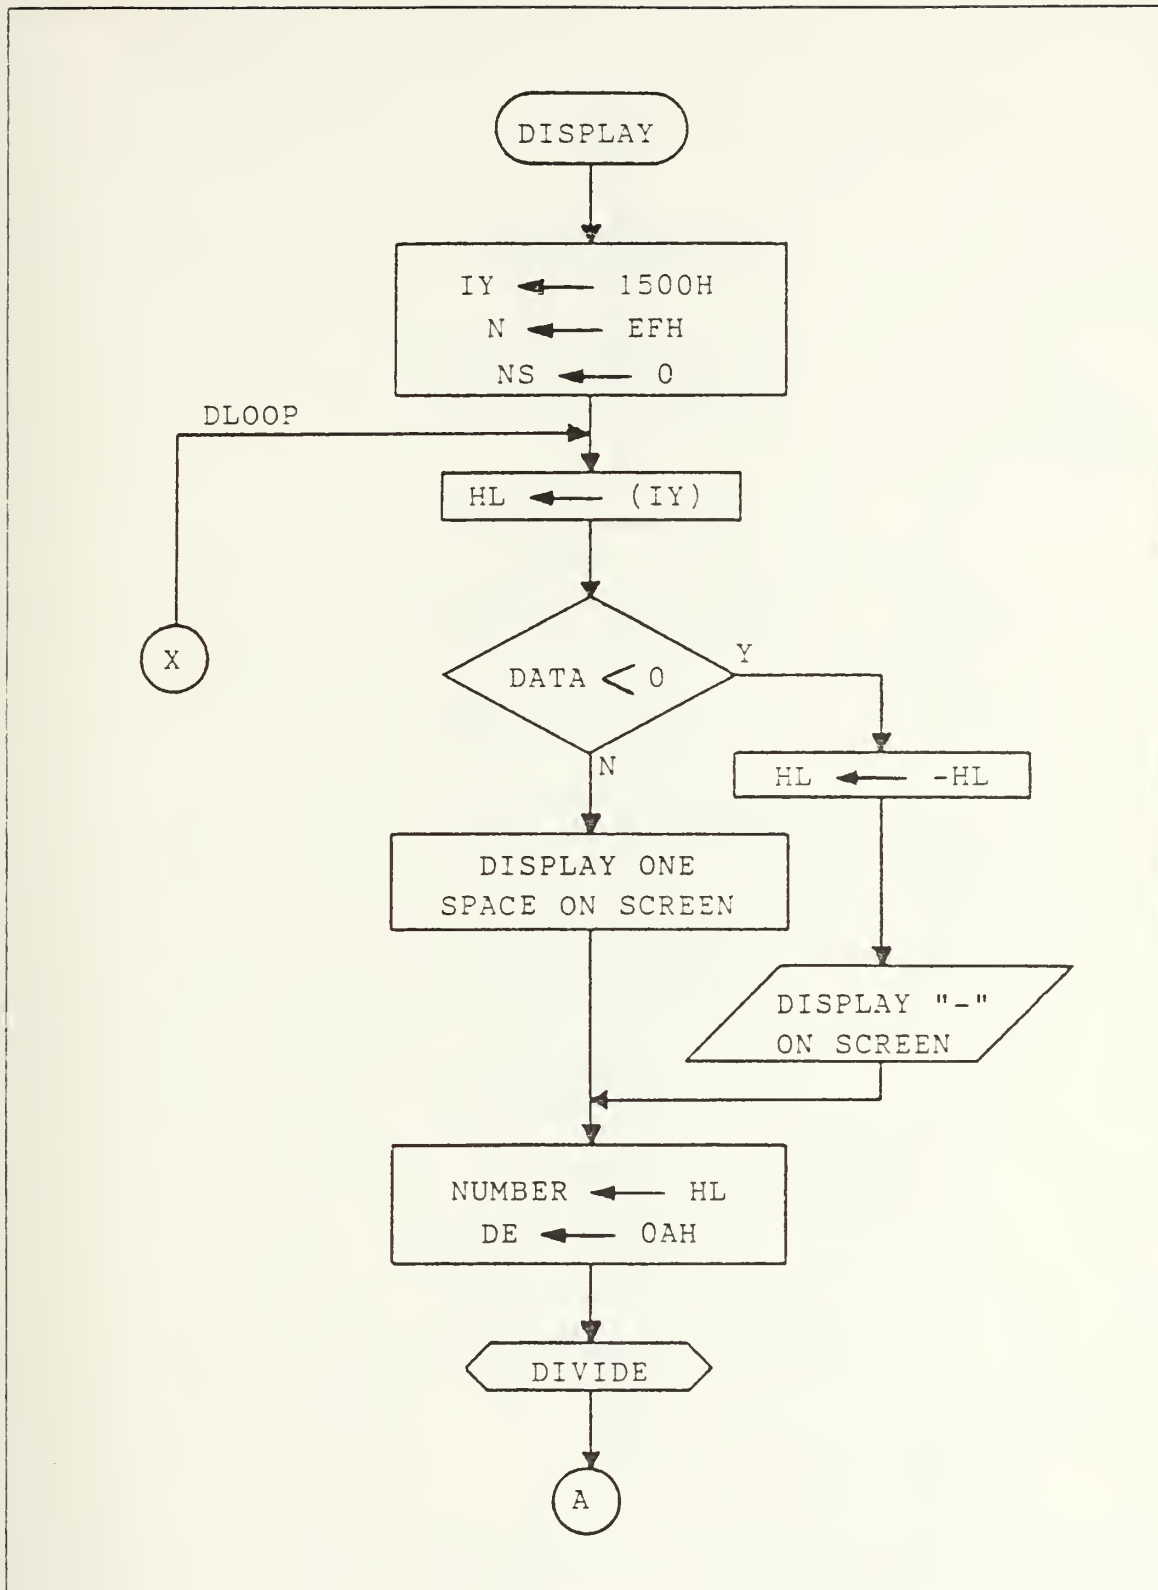 DISPLAY
IY ← 1500H
N ← EFH
NS ← 0
DLOOP
HL ← (IY)
X
DATA < 0
Y
N
HL ← -HL
DISPLAY ONE
SPACE ON SCREEN
DISPLAY "-"
ON SCREEN
NUMBER ← HL
DE ← 0AH
DIVIDE
A